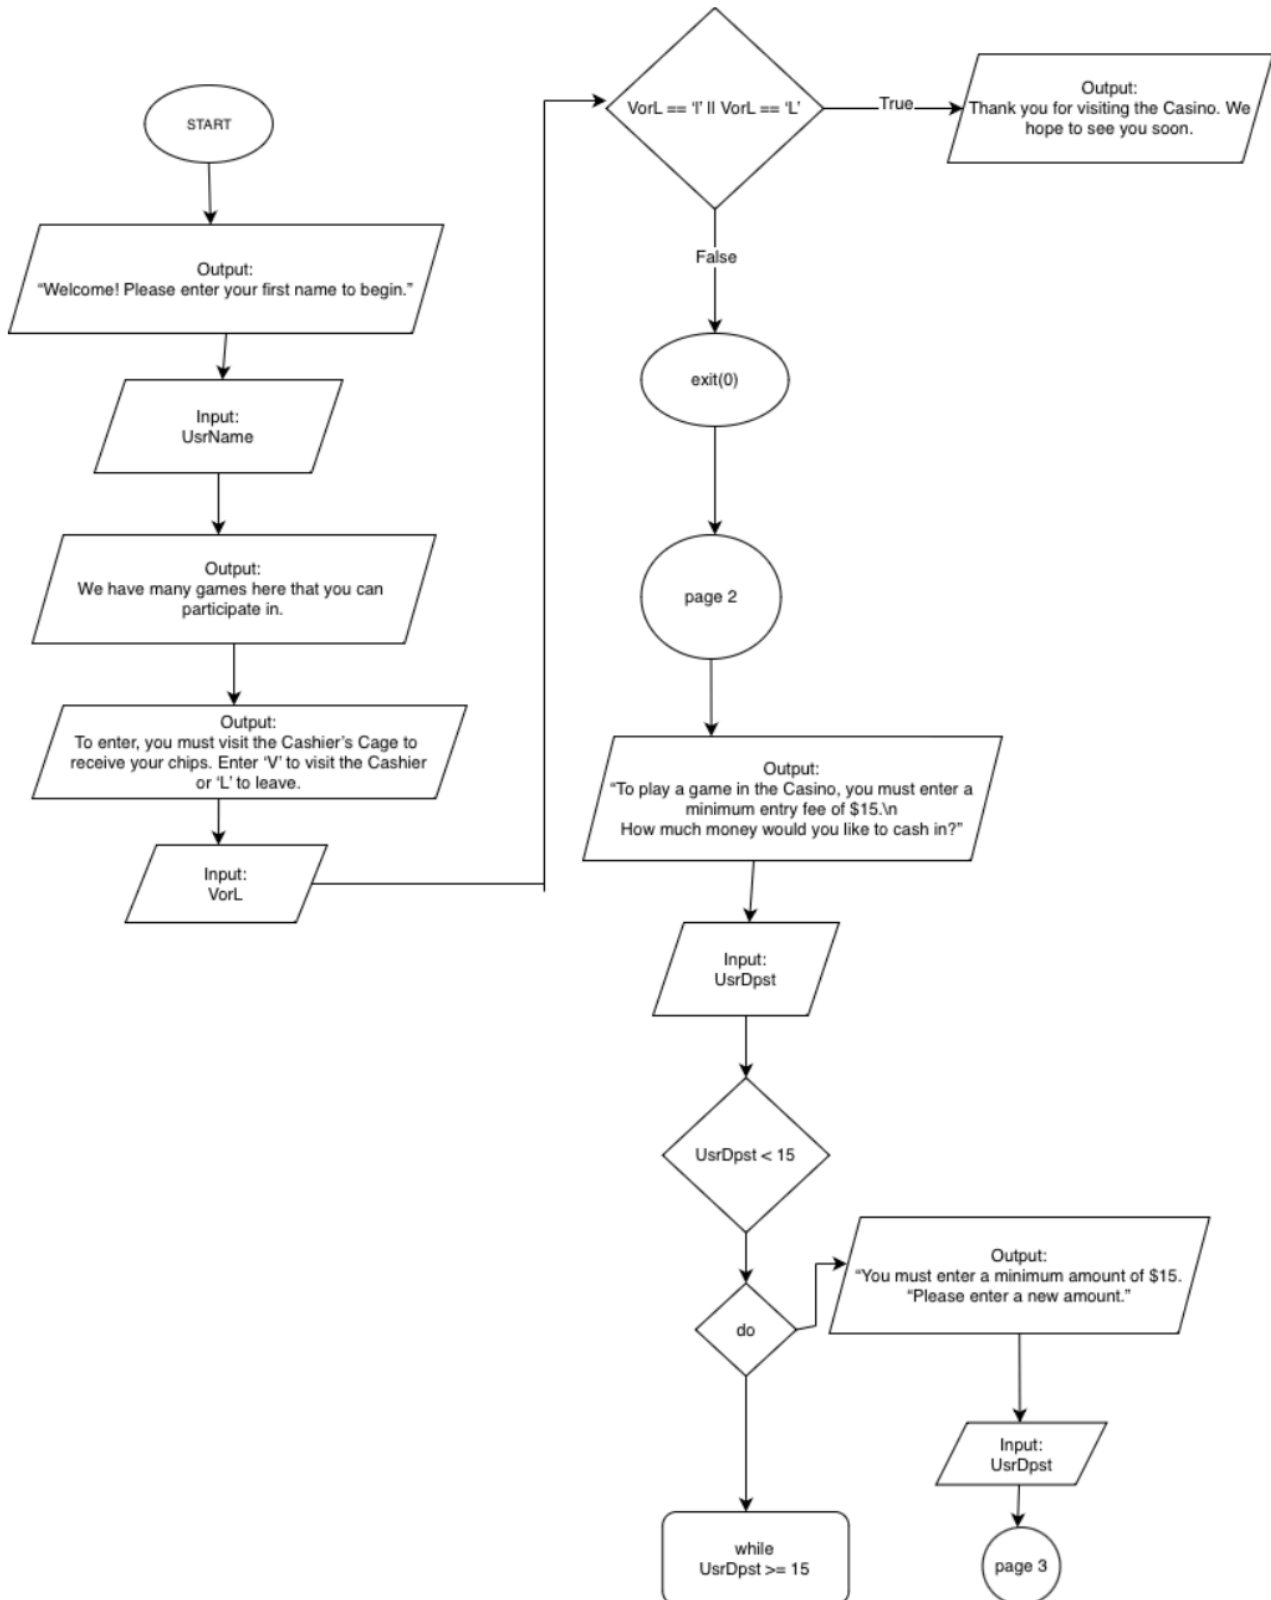 START
Output:
“Welcome! Please enter your first name to begin.”
Input:
UsrName
Output:
We have many games here that you can
participate in.
Output:
To enter, you must visit the Cashier’s Cage to
receive your chips. Enter ‘V’ to visit the Cashier
or ‘L’ to leave.
Input:
VorL
VorL == ‘l’ ll VorL == ‘L’
True
Output:
Thank you for visiting the Casino. We
hope to see you soon.
False
exit(0)
page 2
Output:
“To play a game in the Casino, you must enter a
minimum entry fee of $15.\n
How much money would you like to cash in?”
Input:
UsrDpst
UsrDpst < 15
do
Output:
“You must enter a minimum amount of $15.
“Please enter a new amount.”
Input:
UsrDpst
page 3
while
UsrDpst >= 15